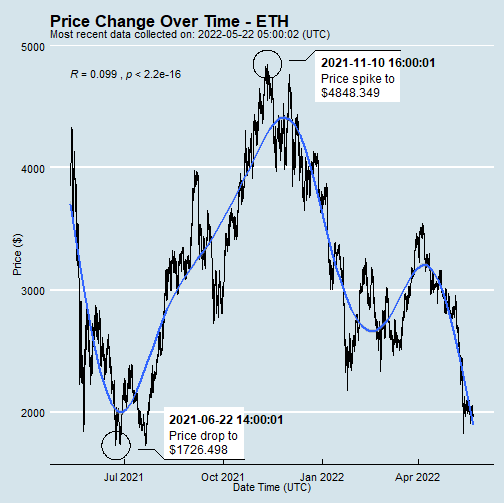 Price Change Over Time - ETH
Most recent data collected on: 2022-05-22 05:00:02 (UTC)
5000
R = 0.099 , p < 2.2e-16
2021-11-10 16:00:01
Price spike to
$4848.349
4000
Price ($)
3000
2000
2021-06-22 14:00:01
Price drop to
$1726.498
Jul 2021
Oct 2021
Jan 2022
Apr 2022
Date Time (UTC)